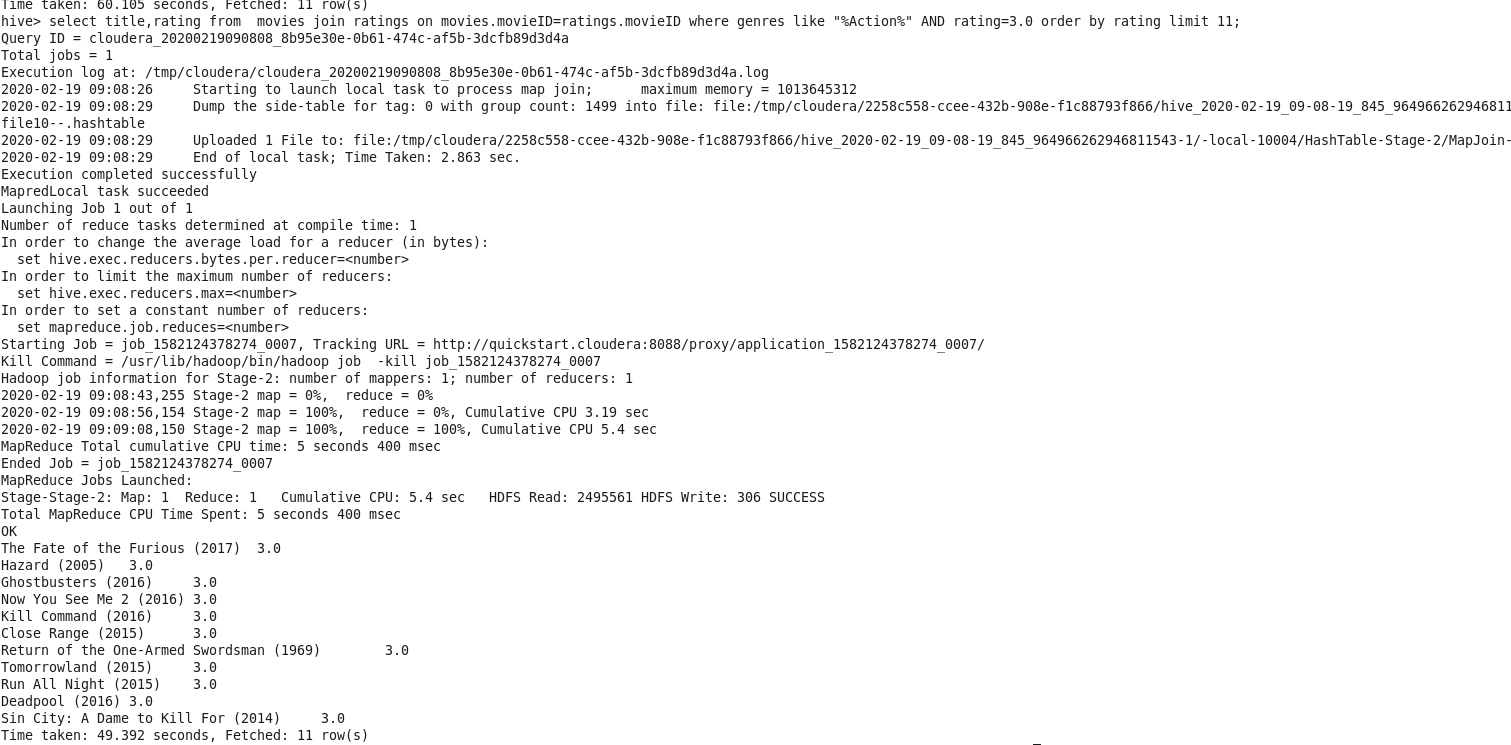 Time taken: 60.105 seconds, Fetched: 11 row(s)
hive> select title,rating from  movies join ratings on movies.movieID=ratings.movieID where genres like "%Action%" AND rating=3.0 order by rating limit 11;
Query ID = cloudera_20200219090808_8b95e30e-0b61-474c-af5b-3dcfb89d3d4a
Total jobs = 1
Execution log at: /tmp/cloudera/cloudera_20200219090808_8b95e30e-0b61-474c-af5b-3dcfb89d3d4a.log
2020-02-19 09:08:26     Starting to launch local task to process map join;      maximum memory = 1013645312
2020-02-19 09:08:29     Dump the side-table for tag: 0 with group count: 1499 into file: file:/tmp/cloudera/2258c558-ccee-432b-908e-f1c88793f866/hive_2020-02-19_09-08-19_845_964966262946811
file10--.hashtable
2020-02-19 09:08:29     Uploaded 1 File to: file:/tmp/cloudera/2258c558-ccee-432b-908e-f1c88793f866/hive_2020-02-19_09-08-19_845_964966262946811543-1/-local-10004/HashTable-Stage-2/MapJoin-
2020-02-19 09:08:29     End of local task; Time Taken: 2.863 sec.
Execution completed successfully
MapredLocal task succeeded
Launching Job 1 out of 1
Number of reduce tasks determined at compile time: 1
In order to change the average load for a reducer (in bytes):
  set hive.exec.reducers.bytes.per.reducer=<number>
In order to limit the maximum number of reducers:
  set hive.exec.reducers.max=<number>
In order to set a constant number of reducers:
  set mapreduce.job.reduces=<number>
Starting Job = job_1582124378274_0007, Tracking URL = http://quickstart.cloudera:8088/proxy/application_1582124378274_0007/
Kill Command = /usr/lib/hadoop/bin/hadoop job  -kill job_1582124378274_0007
Hadoop job information for Stage-2: number of mappers: 1; number of reducers: 1
2020-02-19 09:08:43,255 Stage-2 map = 0%,  reduce = 0%
2020-02-19 09:08:56,154 Stage-2 map = 100%,  reduce = 0%, Cumulative CPU 3.19 sec
2020-02-19 09:09:08,150 Stage-2 map = 100%,  reduce = 100%, Cumulative CPU 5.4 sec
MapReduce Total cumulative CPU time: 5 seconds 400 msec
Ended Job = job_1582124378274_0007
MapReduce Jobs Launched:
Stage-Stage-2: Map: 1  Reduce: 1   Cumulative CPU: 5.4 sec   HDFS Read: 2495561 HDFS Write: 306 SUCCESS
Total MapReduce CPU Time Spent: 5 seconds 400 msec
OK
The Fate of the Furious (2017)  3.0
Hazard (2005)   3.0
Ghostbusters (2016)     3.0
Now You See Me 2 (2016) 3.0
Kill Command (2016)     3.0
Close Range (2015)      3.0
Return of the One-Armed Swordsman (1969)        3.0
Tomorrowland (2015)     3.0
Run All Night (2015)    3.0
Deadpool (2016) 3.0
Sin City: A Dame to Kill For (2014)     3.0
Time taken: 49.392 seconds, Fetched: 11 row(s)